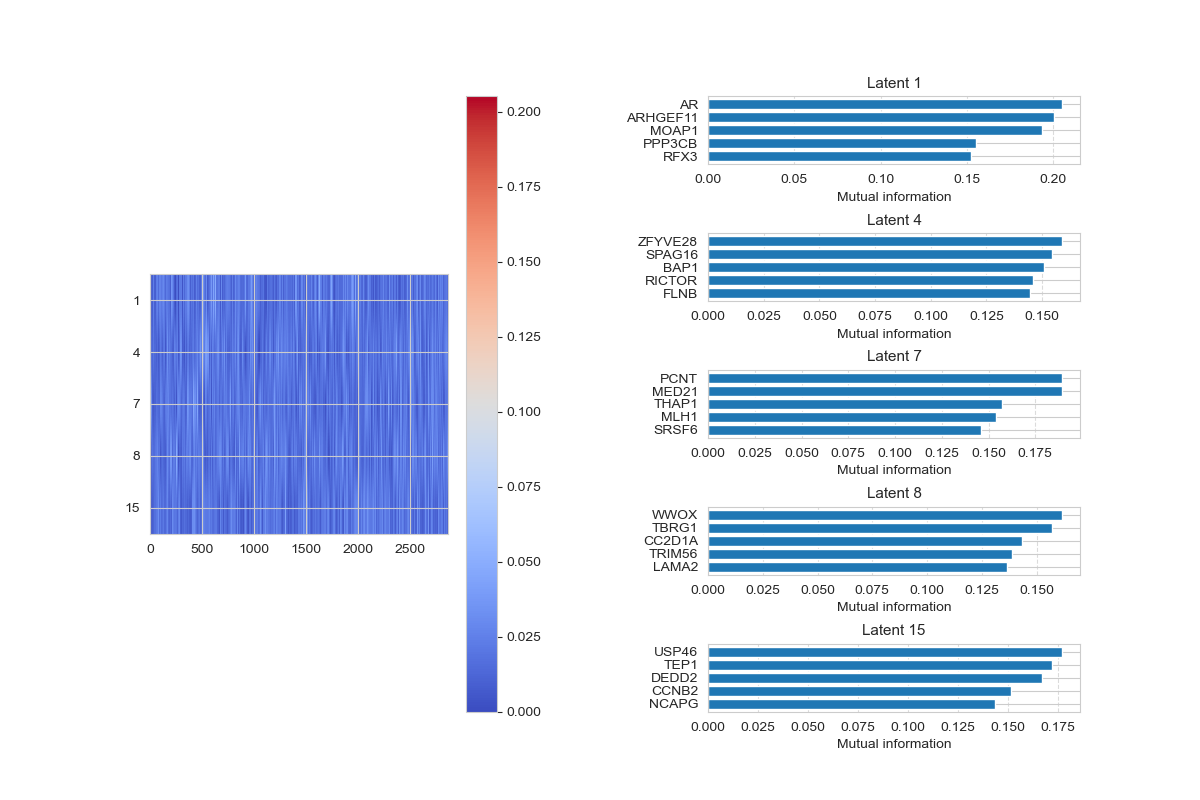 1
4
7
8
15
0 500 1000 1500 2000 2500
0.200
0.175
0.150
0.125
0.100
0.075
0.050
0.025
0.000
Latent 1
AR
ARHGEF11
MOAP1
PPP3CB
RFX3
0.00 0.05 0.10 0.15 0.20
Mutual information
Latent 4
ZFYVE28
SPAG16
BAP1
RICTOR
FLNB
0.000 0.025 0.050 0.075 0.100 0.125 0.150
Mutual information
Latent 7
PCNT
MED21
THAP1
MLH1
SRSF6
0.000 0.025 0.050 0.075 0.100 0.125 0.150 0.175
Mutual information
Latent 8
WWOX
TBRG1
CC2D1A
TRIM56
LAMA2
0.000 0.025 0.050 0.075 0.100 0.125 0.150
Mutual information
Latent 15
USP46
TEP1
DEDD2
CCNB2
NCAPG
0.000 0.025 0.050 0.075 0.100 0.125 0.150 0.175
Mutual information